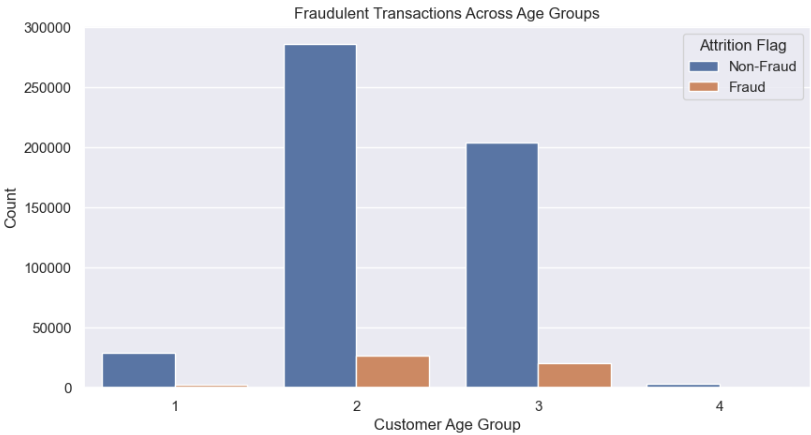 Fraudulent Transactions Across Age Groups
300000
250000
200000
150000
100000
50000
0
Count
Attrition Flag
Non-Fraud
Fraud
1 2 3 4
Customer Age Group